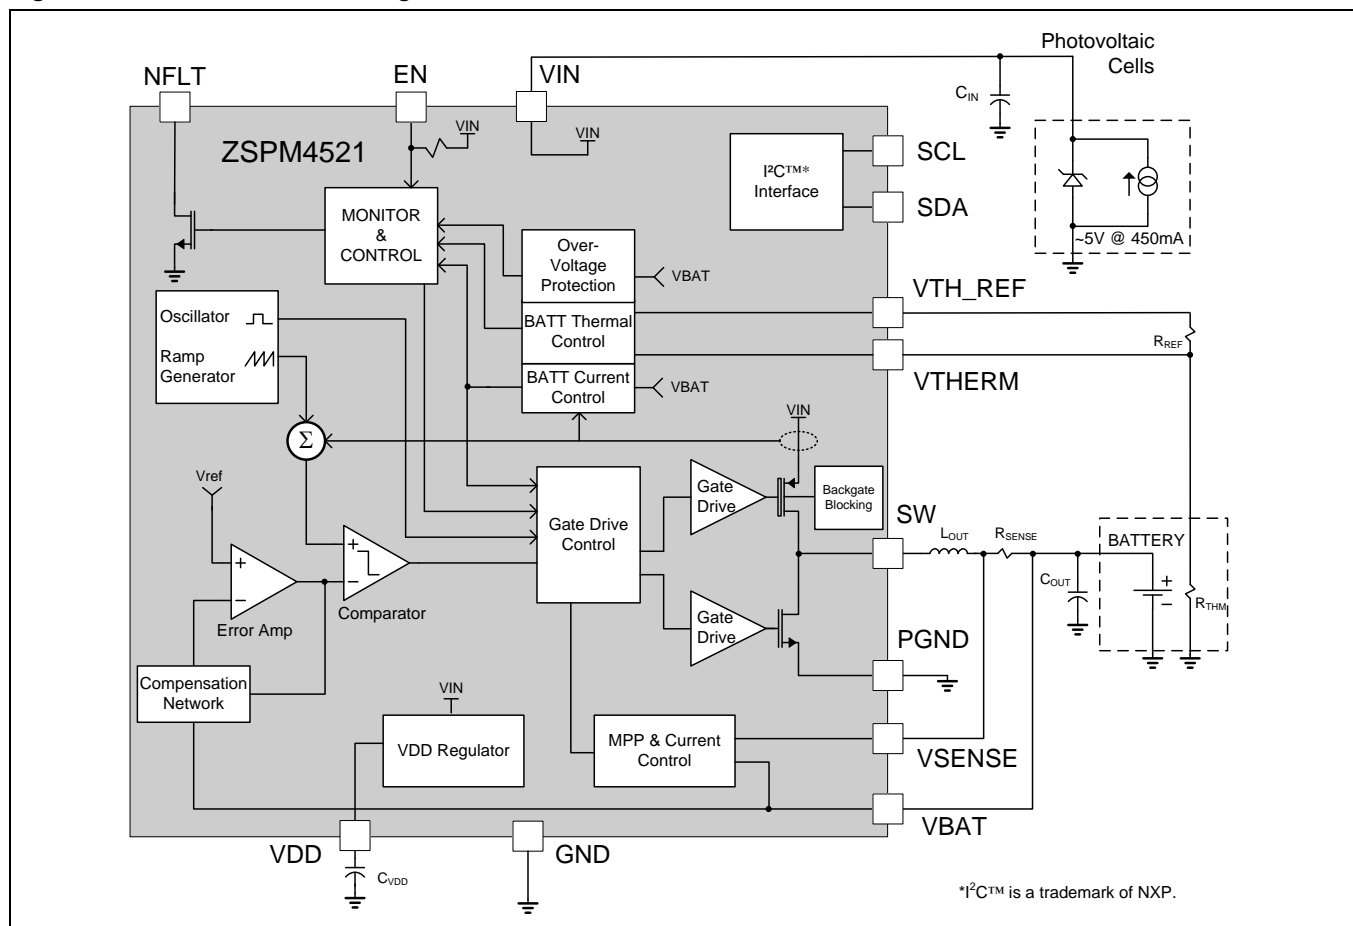 Photovoltaic
Cells
NFLT
EN
VIN
CIN
VIN
VIN
ZSPM4521
SCL
I²C™*
Interface
SDA
MONITOR
&
CONTROL
~5V @ 450mA
Over-
Voltage
Protection
VBAT
VTH_REF
Oscillator
BATT Thermal
Control
RREF
Ramp
Generator
VTHERM
BATT Current
Control
VBAT
VIN
Σ
Vref
Gate
Drive
Backgate
Blocking
SW
Gate Drive
Control
LOUT
RSENSE
BATTERY
+
−
COUT
RTHM
+
−
Comparator
+
−
Error Amp
Gate
Drive
PGND
Compensation
Network
VIN
VDD Regulator
MPP & Current
Control
VSENSE
VBAT
VDD
GND
CVDD
*I²C™ is a trademark of NXP.